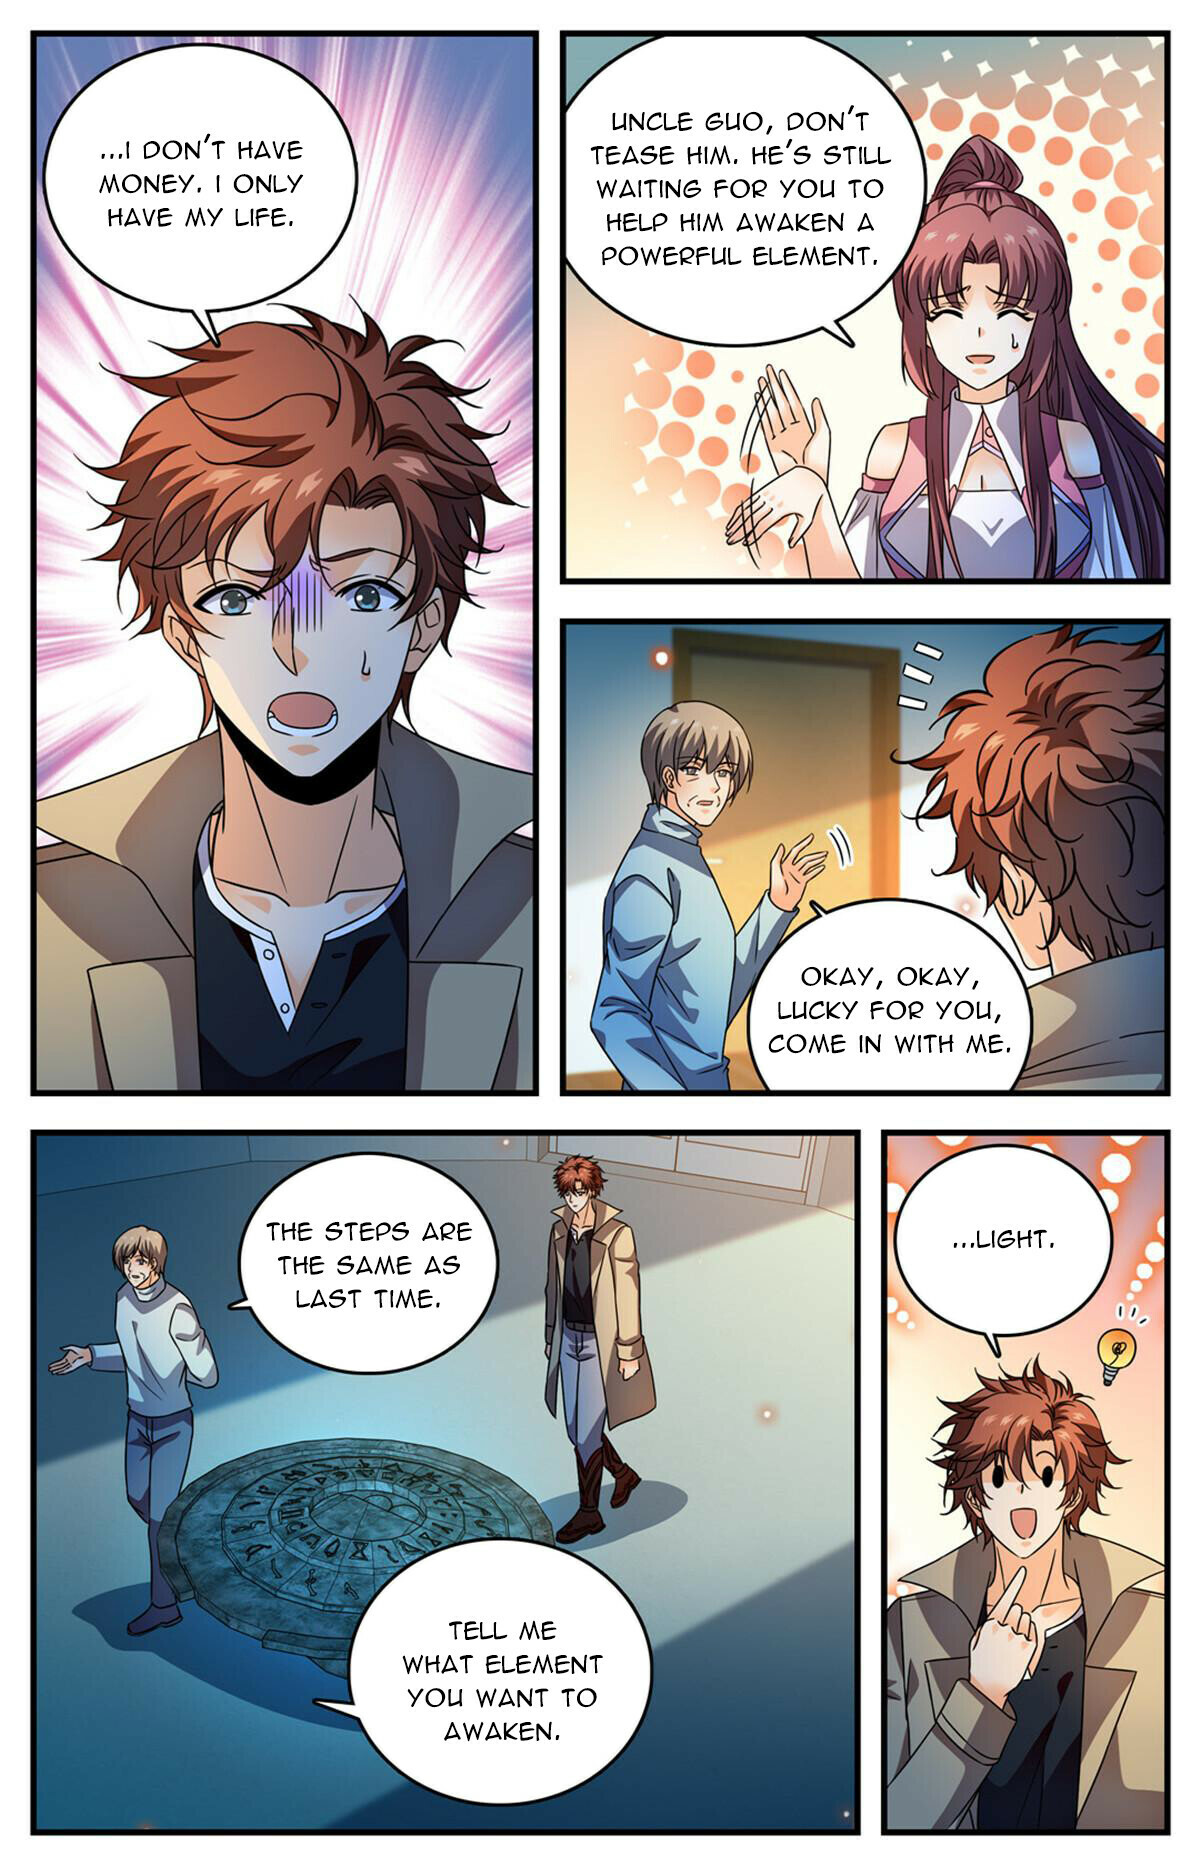 ...I DON'T HAVE
MONEY. I ONLY
HAVE MY LIFE.
UNCLE GUO, DON'T
TEASE HIM. HE'S STILL
WAITING FOR YOU TO
HELP HIM AWAKEN A
POWERFUL ELEMENT.
OKAY, OKAY,
LUCKY FOR YOU,
COME IN WITH ME.
THE STEPS ARE
THE SAME AS
LAST TIME.
TELL ME
WHAT ELEMENT
YOU WANT TO
AWAKEN.
...LIGHT.